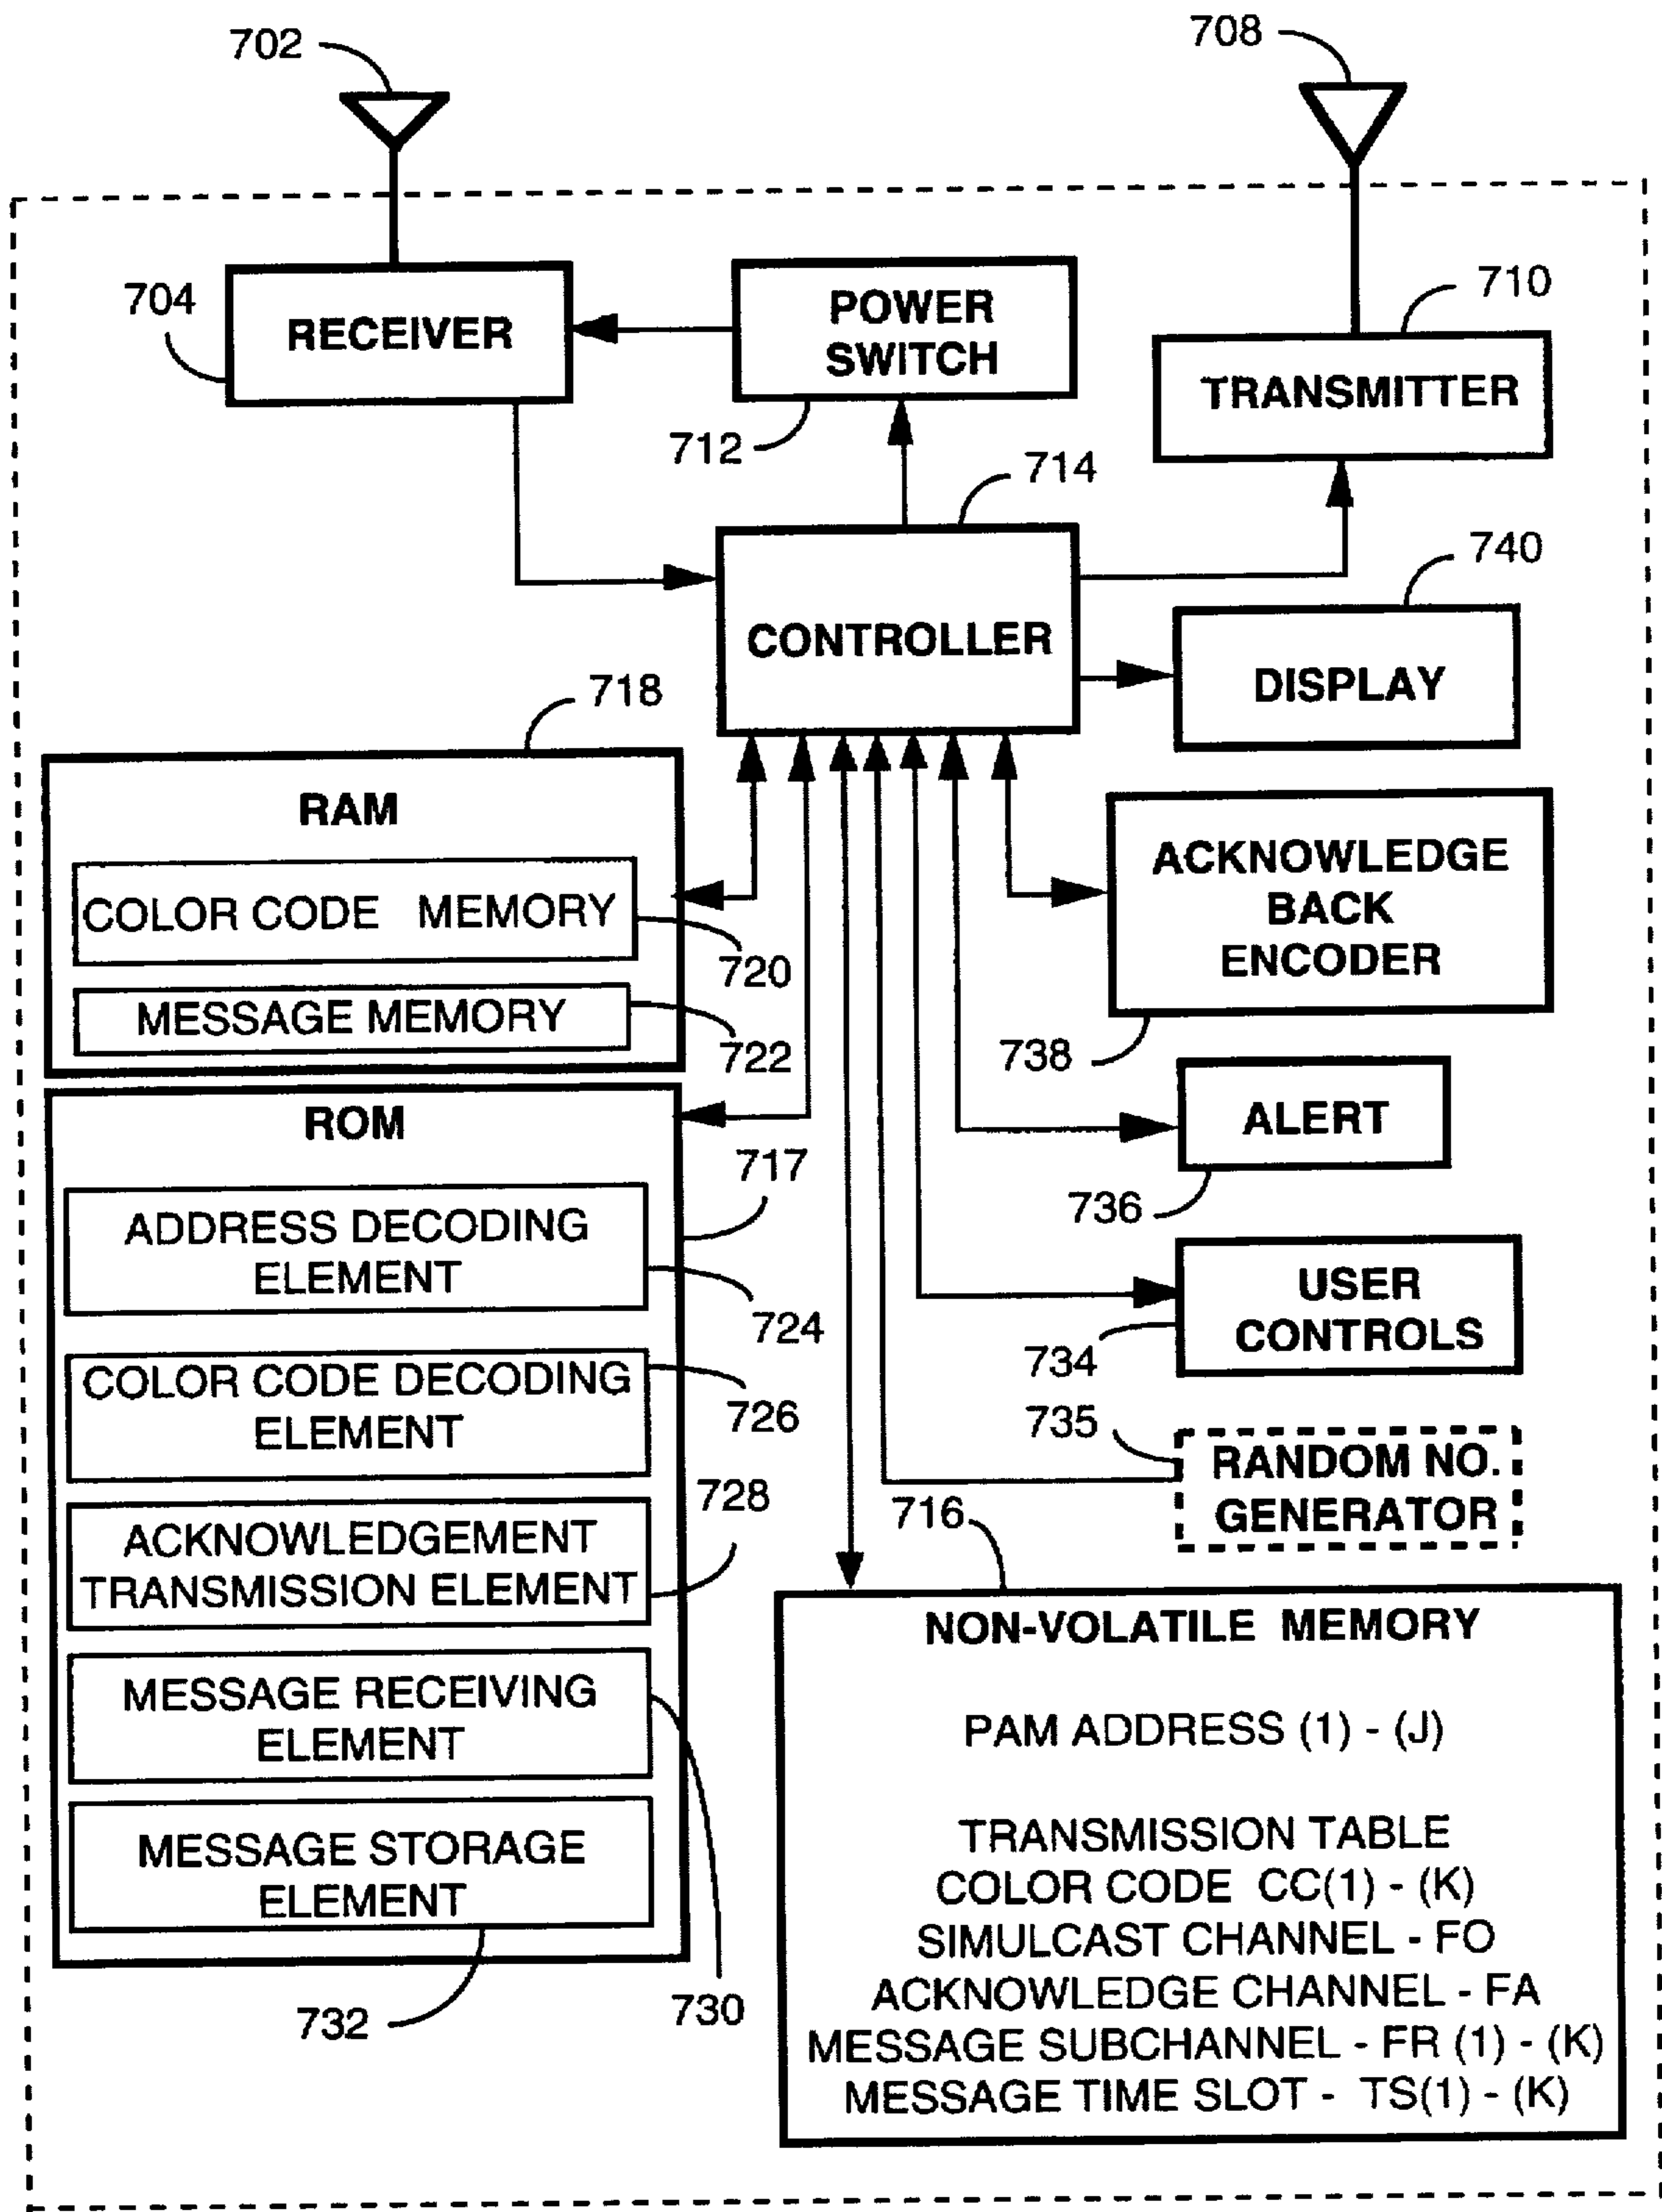 702
708
704
RECEIVER
POWER
SWITCH
710
TRANSMITTER
712
714
740
CONTROLLER
DISPLAY
718
RAM
COLOR CODE MEMORY
720
MESSAGE MEMORY
722
ACKNOWLEDGE
BACK
ENCODER
738
ROM
717
ADDRESS DECODING
ELEMENT
724
COLOR CODE DECODING
ELEMENT
726
728
ACKNOWLEDGEMENT
TRANSMISSION ELEMENT
MESSAGE RECEIVING
ELEMENT
730
MESSAGE STORAGE
ELEMENT
732
ALERT
736
USER
CONTROLS
734
735
RANDOM NO.
GENERATOR
716
NON-VOLATILE MEMORY
PAM ADDRESS (1) - (J)
TRANSMISSION TABLE
COLOR CODE CC(1) - (K)
SIMULCAST CHANNEL - FO
ACKNOWLEDGE CHANNEL - FA
MESSAGE SUBCHANNEL - FR (1) - (K)
MESSAGE TIME SLOT - TS(1) - (K)